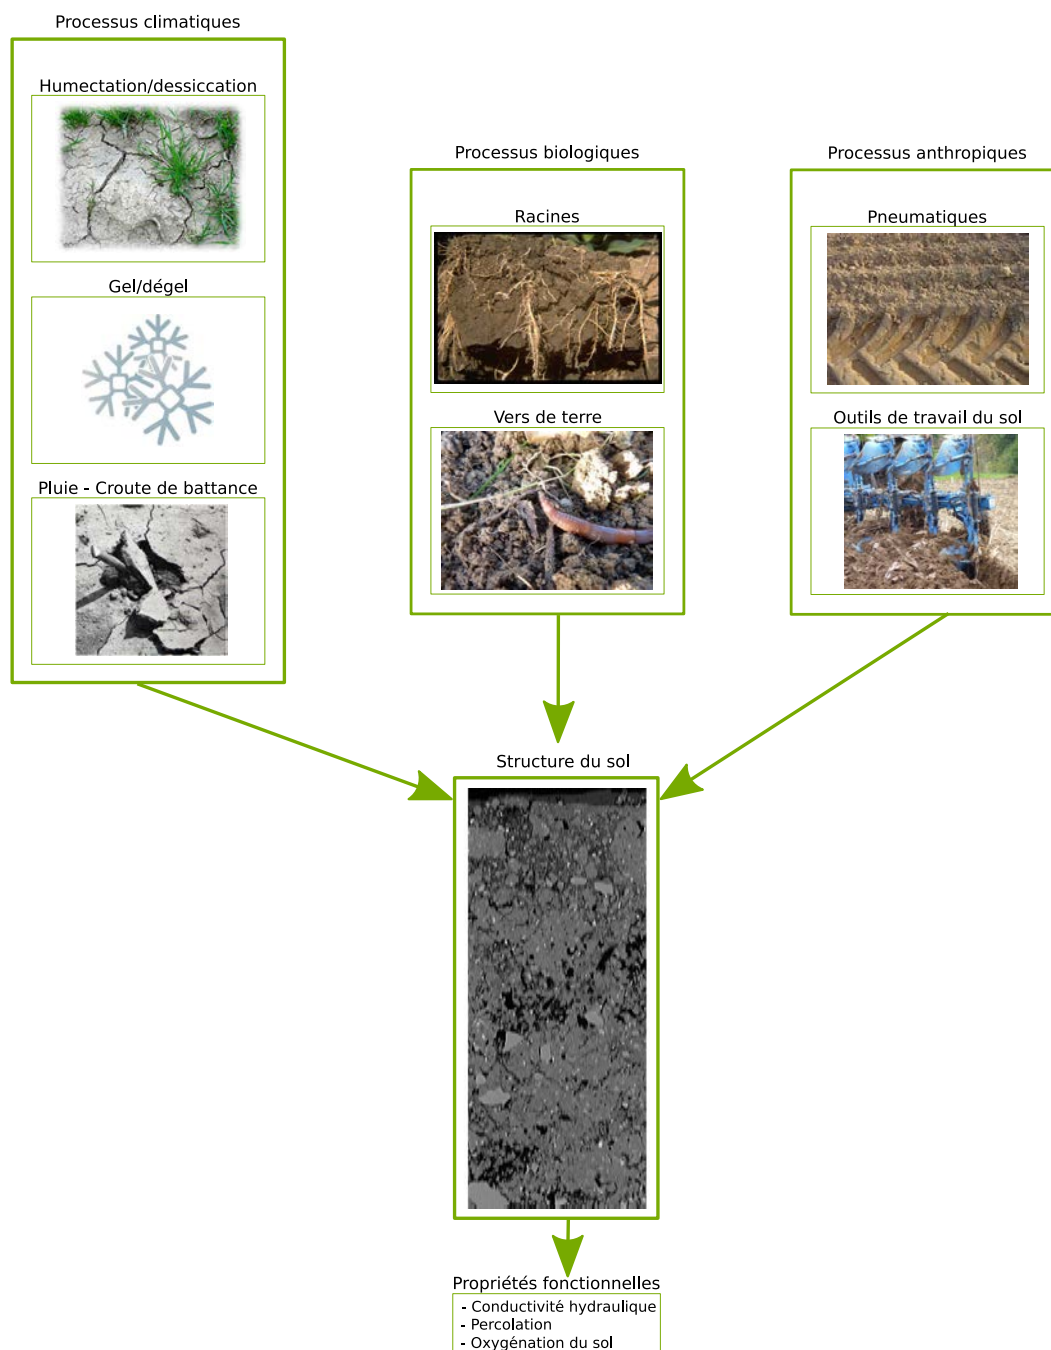 Processus climatiques
Humectation/dessiccation
Gel/dégel
Pluie - Croute de battance
Processus biologiques
Racines
Vers de terre
Processus anthropiques
Pneumatiques
Outils de travail du sol
Structure du sol
Propriétés fonctionnelles
- Conductivité hydraulique
- Percolation
- Oxygénation du sol